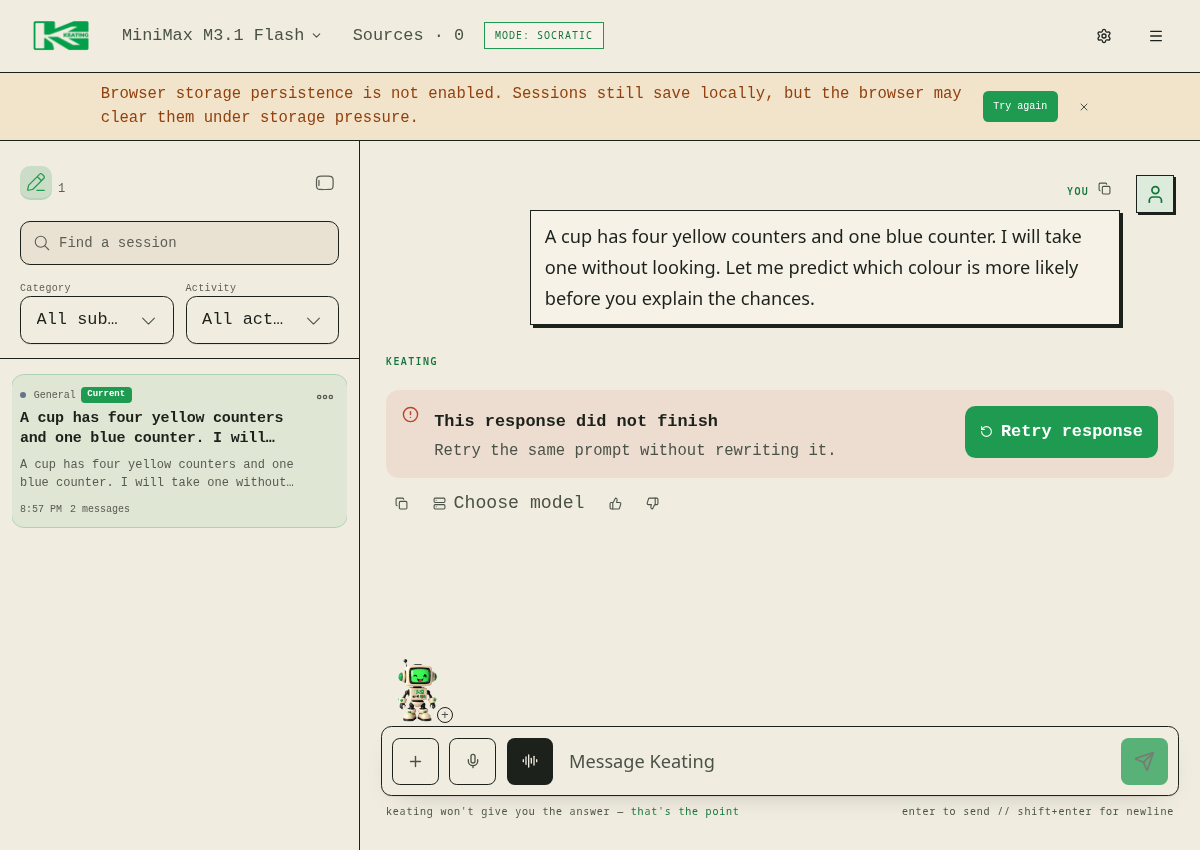 KEATING
MiniMax M3.1 Flash
Sources · 0
MODE: SOCRATIC
Browser storage persistence is not enabled. Sessions still save locally, but the browser may
clear them under storage pressure.
Try again
1
Find a session
Category
Activity
All sub…
All act…
General
Current
A cup has four yellow counters
and one blue counter. I will…
A cup has four yellow counters and one
blue counter. I will take one without…
8:57 PM 2 messages
YOU
A cup has four yellow counters and one blue counter. I will take
one without looking. Let me predict which colour is more likely
before you explain the chances.
KEATING
This response did not finish
Retry the same prompt without rewriting it.
Retry response
Choose model
Message Keating
keating won't give you the answer — that's the point
enter to send // shift+enter for newline